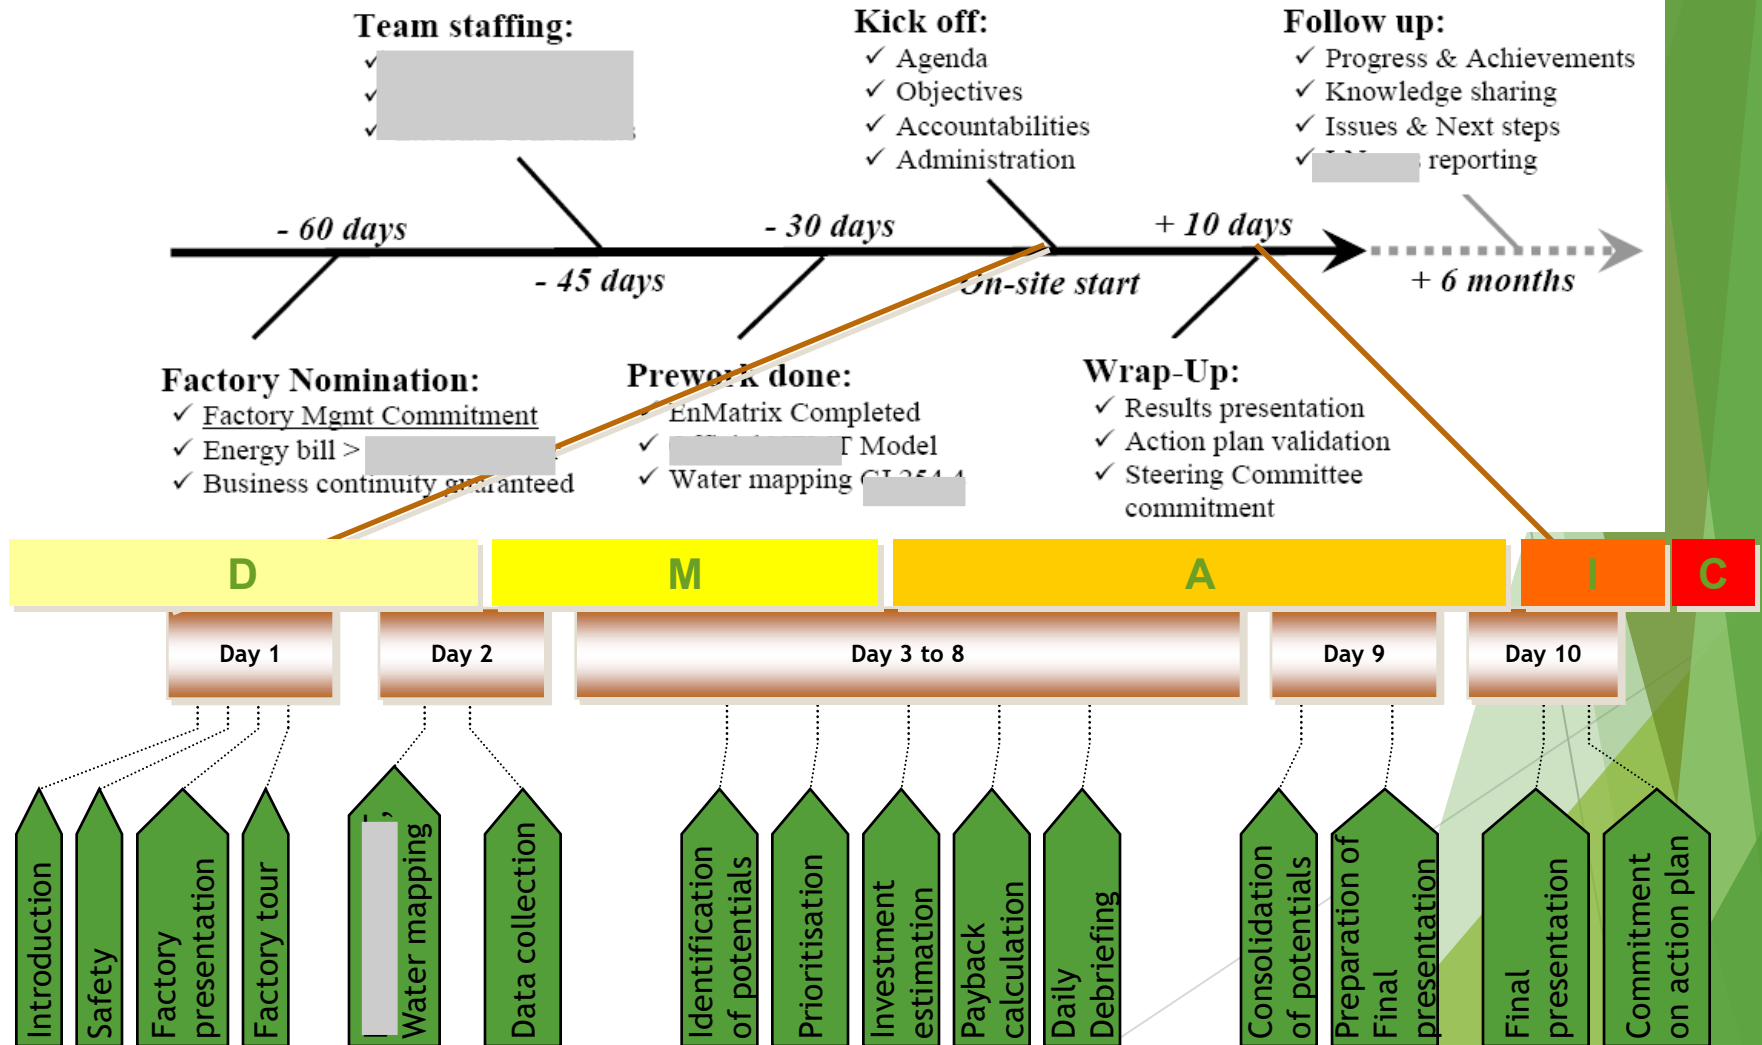 Team staffing:
Kick off:
✓ Agenda
✓ Objectives
✓ Accountabilities
✓ Administration
Follow up:
✓ Progress & Achievements
✓ Knowledge sharing
✓ Issues & Next steps
✓ reporting
- 60 days
- 30 days
+ 10 days
- 45 days
On-site start
+ 6 months
Factory Nomination:
✓ Factory Mgmt Commitment
✓ Energy bill >
✓ Business continuity guaranteed
Prework done:
✓ EnMatrix Completed
✓ Model
✓ Water mapping
Wrap-Up:
✓ Results presentation
✓ Action plan validation
✓ Steering Committee
commitment
D
M
A
I
C
Day 1
Day 2
Day 3 to 8
Day 9
Day 10
Introduction
Safety
Factory
presentation
Factory tour
Water mapping
Data collection
Identification
of potentials
Prioritisation
Investment
estimation
Payback
calculation
Daily
Debriefing
Consolidation
of potentials
Preparation of
Final
presentation
Final
presentation
Commitment
on action plan